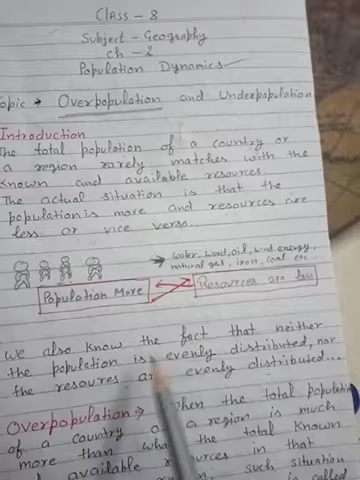 Class - 8
Subject - Geography
Ch - 2
Population Dynamics
Topic → Overpopulation and Underpopulation
Introduction
The total population of a country or
a region rarely matches with the
known and available resources.
The actual situation is that the
population is more and resources are
less or vice versa.
→ water, wood, oil, wind energy,
natural gas, iron, coal etc...
Population More
Resources are less
We also know the fact that neither
the population is evenly distributed, nor
the resoures are evenly distributed...
Overpopulation → When the total population
of a country or a region is much
more than the total known
resources in that
available
such situation
is called